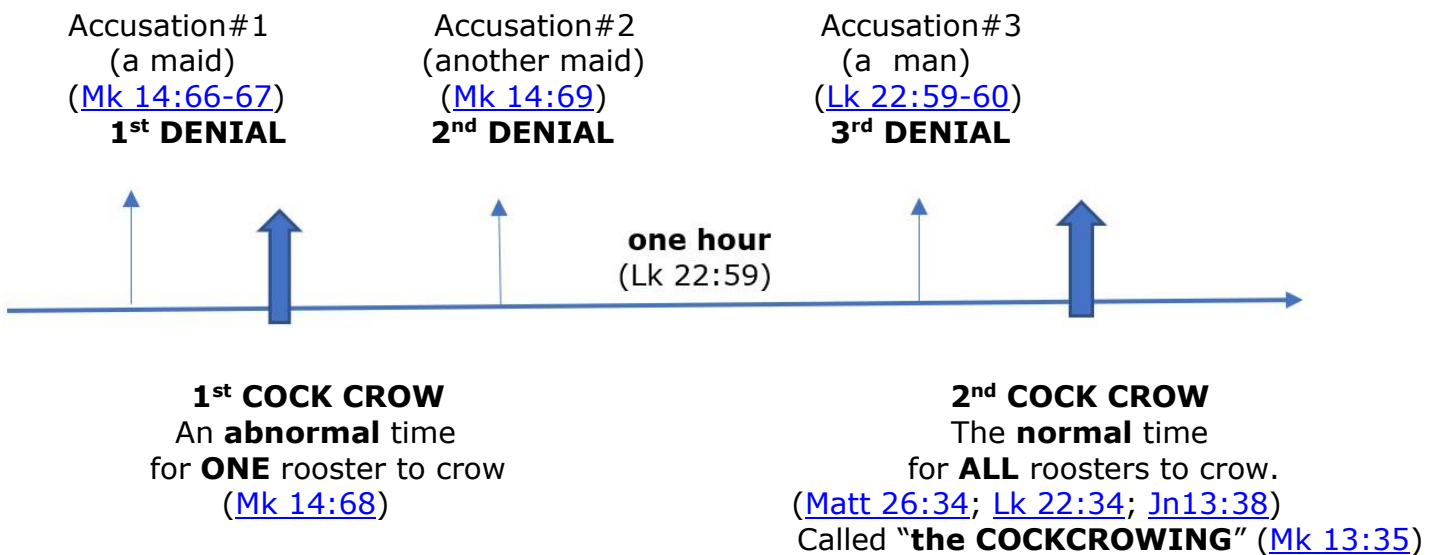 Accusation#1
(a maid)
(Mk 14:66-67)
1st DENIAL
Accusation#2
(another maid)
(Mk 14:69)
2nd DENIAL
Accusation#3
(a man)
(Lk 22:59-60)
3rd DENIAL
one hour
(Lk 22:59)
1st COCK CROW
An abnormal time
for ONE rooster to crow
(Mk 14:68)
2nd COCK CROW
The normal time
for ALL roosters to crow.
(Matt 26:34; Lk 22:34; Jn13:38)
Called “the COCKCROWING” (Mk 13:35)